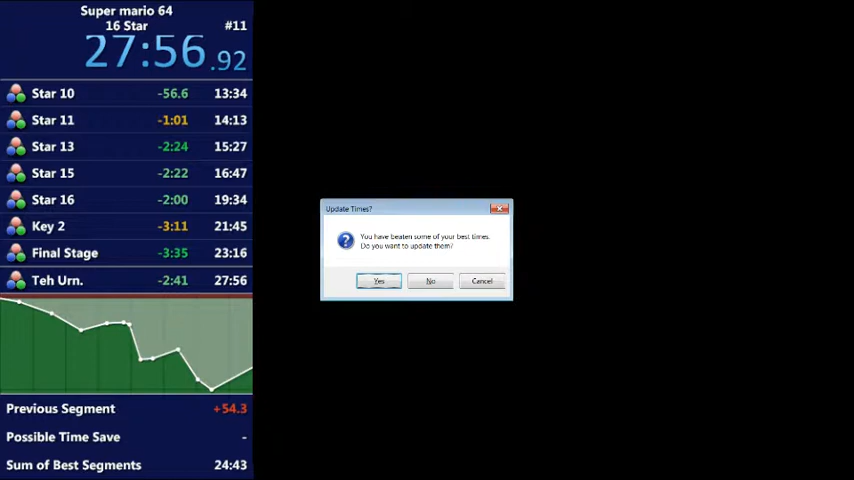 Super mario 64
16 Star #11
27:56.92
Star 10 -56.6 13:34
Star 11 -1:01 14:13
Star 13 -2:24 15:27
Star 15 -2:22 16:47
Star 16 -2:00 19:34
Key 2 -3:11 21:45
Final Stage -3:35 23:16
Teh Urn. -2:41 27:56
Previous Segment +54.3
Possible Time Save -
Sum of Best Segments 24:43
Update Times?
You have beaten some of your best times.
Do you want to update them?
Yes No Cancel